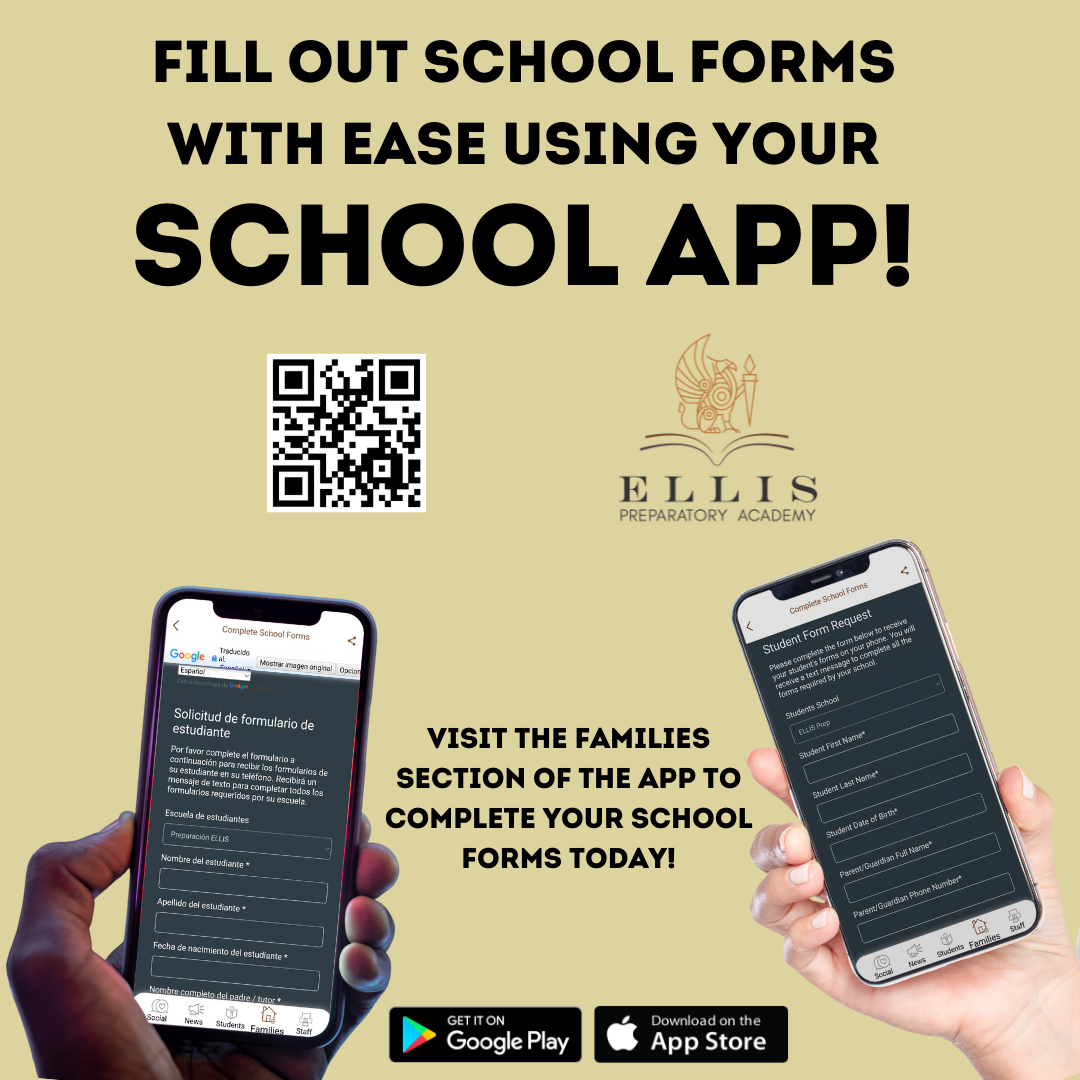 FILL OUT SCHOOL FORMS
WITH EASE USING YOUR
SCHOOL APP!
ELLIS
PREPARATORY ACADEMY
Complete School Forms
Google
Traducido
al:
Español
Mostrar imagen original
Opcion
Español
Con la tecnología de Google
Solicitud de formulario de
estudiante
Por favor complete el formulario a
continuación para recibir los formularios de
su estudiante en su teléfono. Recibirá un
mensaje de texto para completar todos los
formularios requeridos por su escuela.
Escuela de estudiantes
Preparación ELLIS
Nombre del estudiante *
Apellido del estudiante *
Fecha de nacimiento del estudiante *
Nombre completo del padre / tutor *
Social
News
Students
Families
Staff
VISIT THE FAMILIES
SECTION OF THE APP TO
COMPLETE YOUR SCHOOL
FORMS TODAY!
Complete School Forms
Student Form Request
Please complete the form below to receive
your student's forms on your phone. You will
receive a text message to complete all the
forms required by your school.
Students School
ELLIS Prep
Student First Name*
Student Last Name*
Student Date of Birth*
Parent/Guardian Full Name*
Parent/Guardian Phone Number*
Social
News
Students
Families
Staff
GET IT ON
Google Play
Download on the
App Store